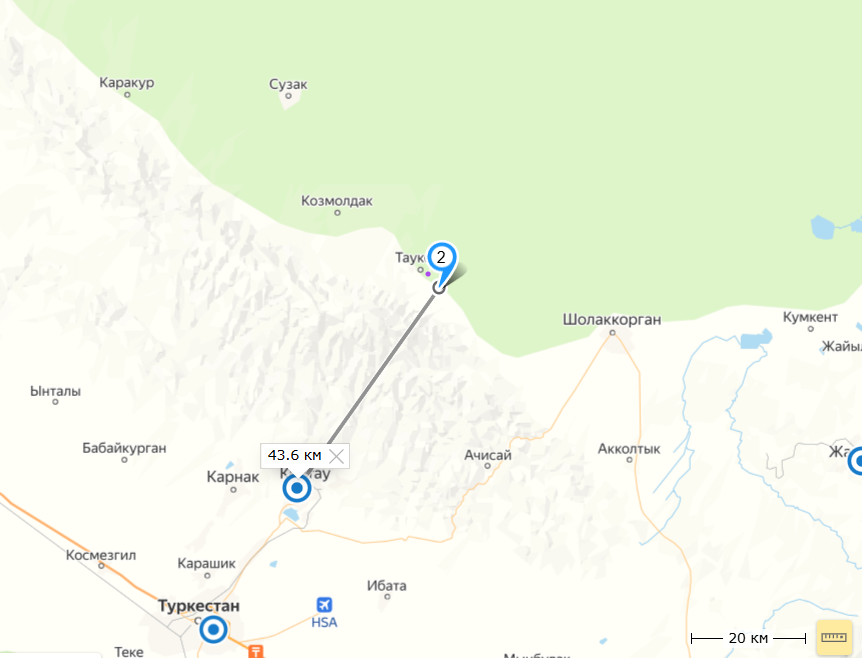 Каракур
Сузак
Козмолдак
2
Шолаккорган
Кумкент
Ынталы
Бабайкурган
43.6 км
Карнак
Ачисай
Акколтык
Космезгил
Карашик
Туркестан
Ибата
HSA
20 км
Теке